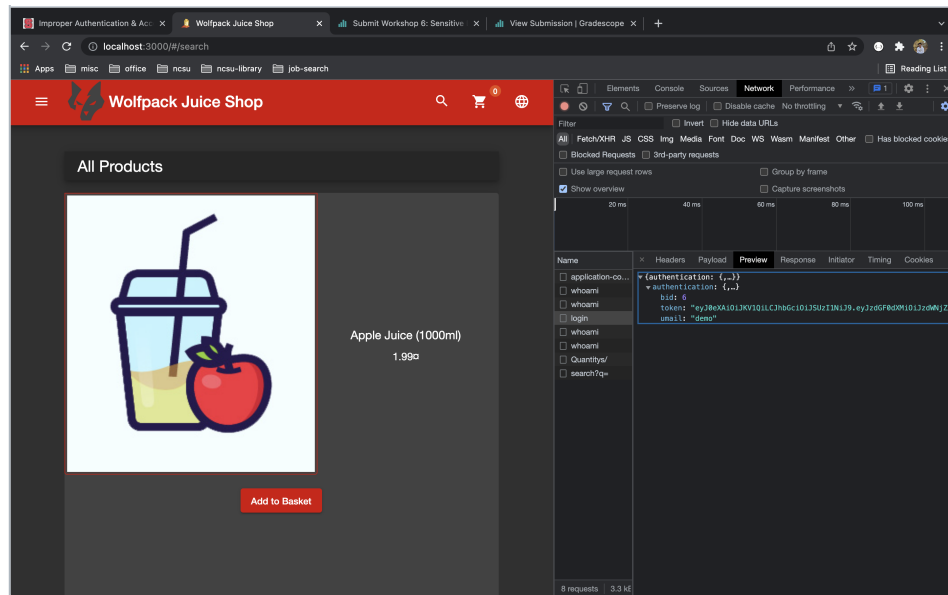 Improper Authentication & Acc
Wolfpack Juice Shop
Submit Workshop 6: Sensitive
View Submission | Gradescope
localhost:3000/#/search
Apps misc office ncsu ncsu-library job-search Reading List
Wolfpack Juice Shop 0
All Products
Apple Juice (1000ml)
1.99¤
Add to Basket
Elements Console Sources Network Performance » 1
Preserve log Disable cache No throttling
Filter Invert Hide data URLs
All Fetch/XHR JS CSS Img Media Font Doc WS Wasm Manifest Other Has blocked cookie
Blocked Requests 3rd-party requests
Use large request rows Group by frame
Show overview Capture screenshots
20 ms 40 ms 60 ms 80 ms 100 ms
Name
application-co...
whoami
whoami
login
whoami
whoami
Quantitys/
search?q=
Headers Payload Preview Response Initiator Timing Cookies
{authentication: {,…}}
authentication: {,…}
bid: 6
token: "eyJ0eXAiOiJKV1QiLCJhbGciOiJSUzI1NiJ9.eyJzdGF0dXMiOiJzdWNjZ
umail: "demo"
8 requests 3.3 kE